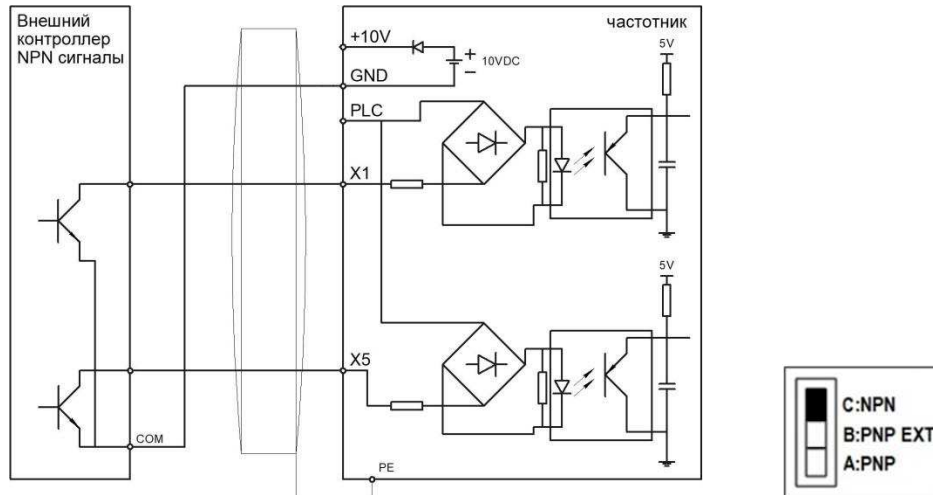 Внешний
контроллер
NPN сигналы
частотник
+10V
+
10VDC
−
GND
PLC
5V
X1
5V
X5
COM
PE
C:NPN
B:PNP EXT
A:PNP